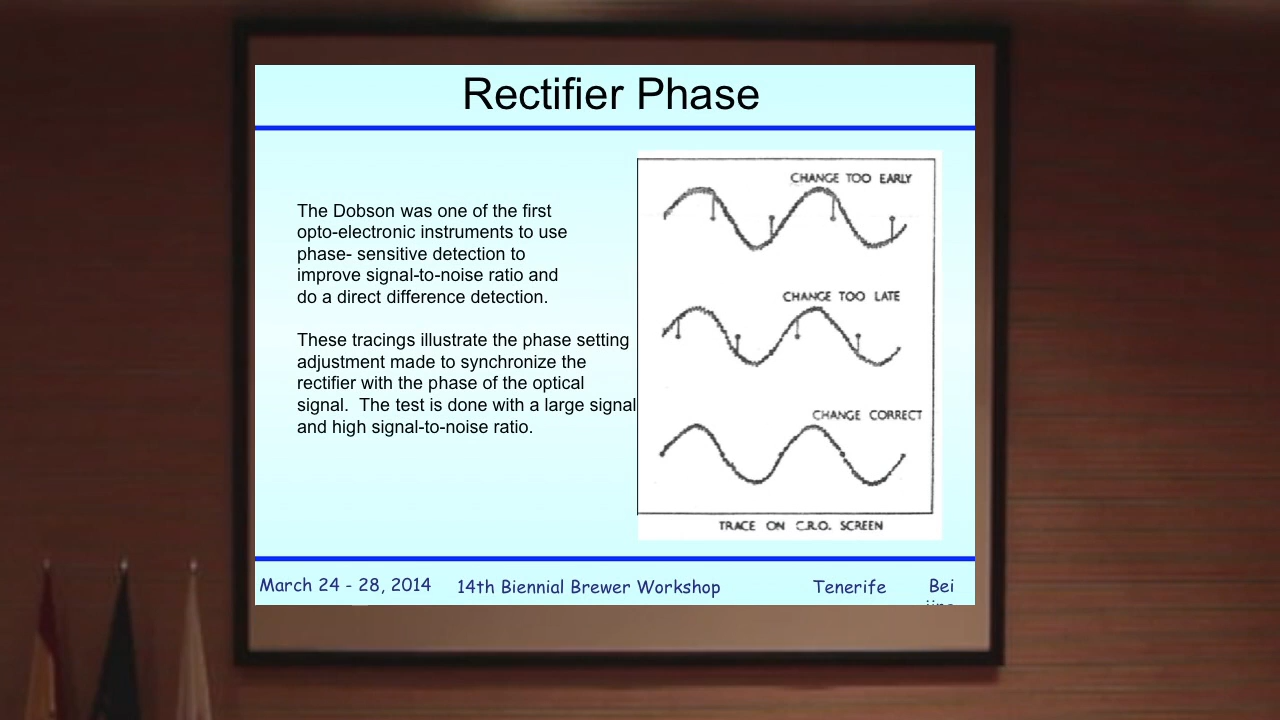 Rectifier Phase
The Dobson was one of the first
opto-electronic instruments to use
phase- sensitive detection to
improve signal-to-noise ratio and
do a direct difference detection.
These tracings illustrate the phase setting
adjustment made to synchronize the
rectifier with the phase of the optical
signal.  The test is done with a large signal
and high signal-to-noise ratio.
CHANGE TOO EARLY
CHANGE TOO LATE
CHANGE CORRECT
TRACE ON C.R.O. SCREEN
March 24 - 28, 2014
14th Biennial Brewer Workshop
Tenerife
Bei